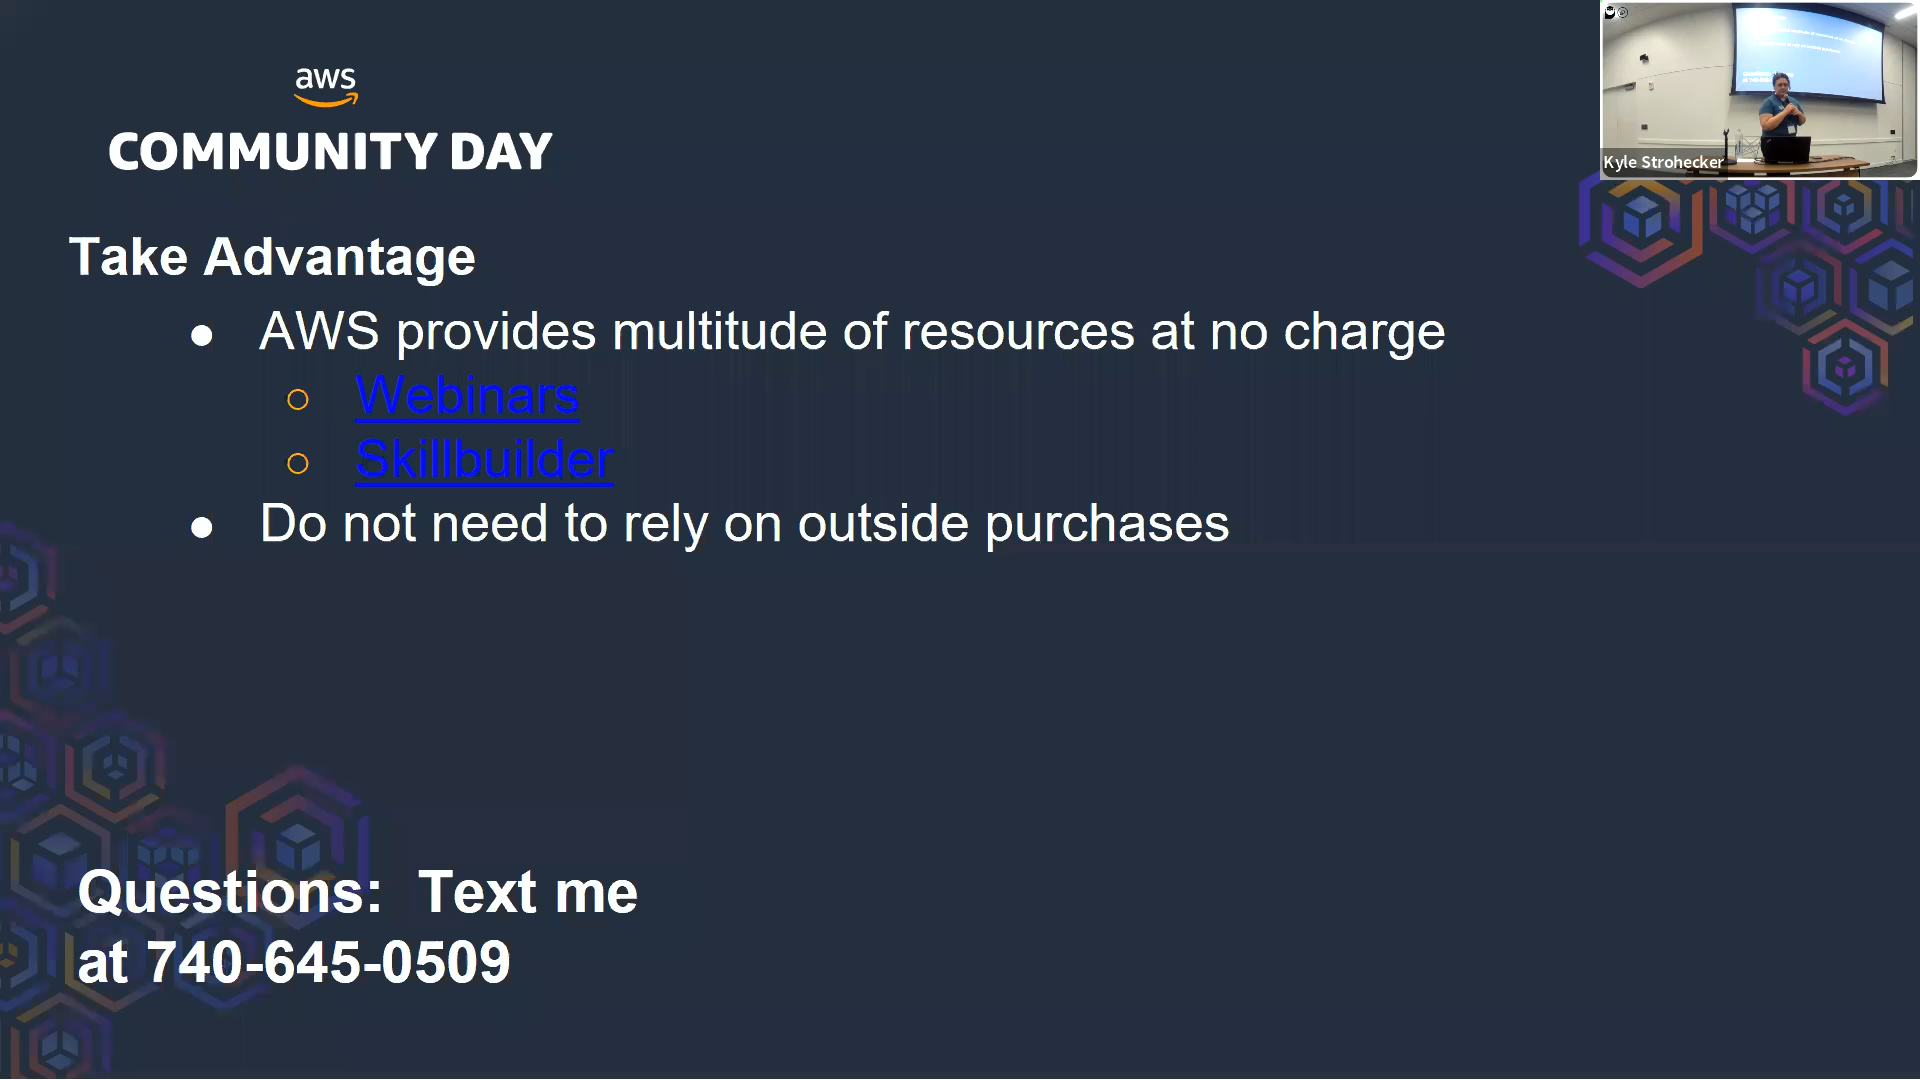 aws
COMMUNITY DAY
Kyle Strohecker
Take Advantage
● AWS provides multitude of resources at no charge
○ Webinars
○ Skillbuilder
● Do not need to rely on outside purchases
Questions:  Text me
at 740-645-0509